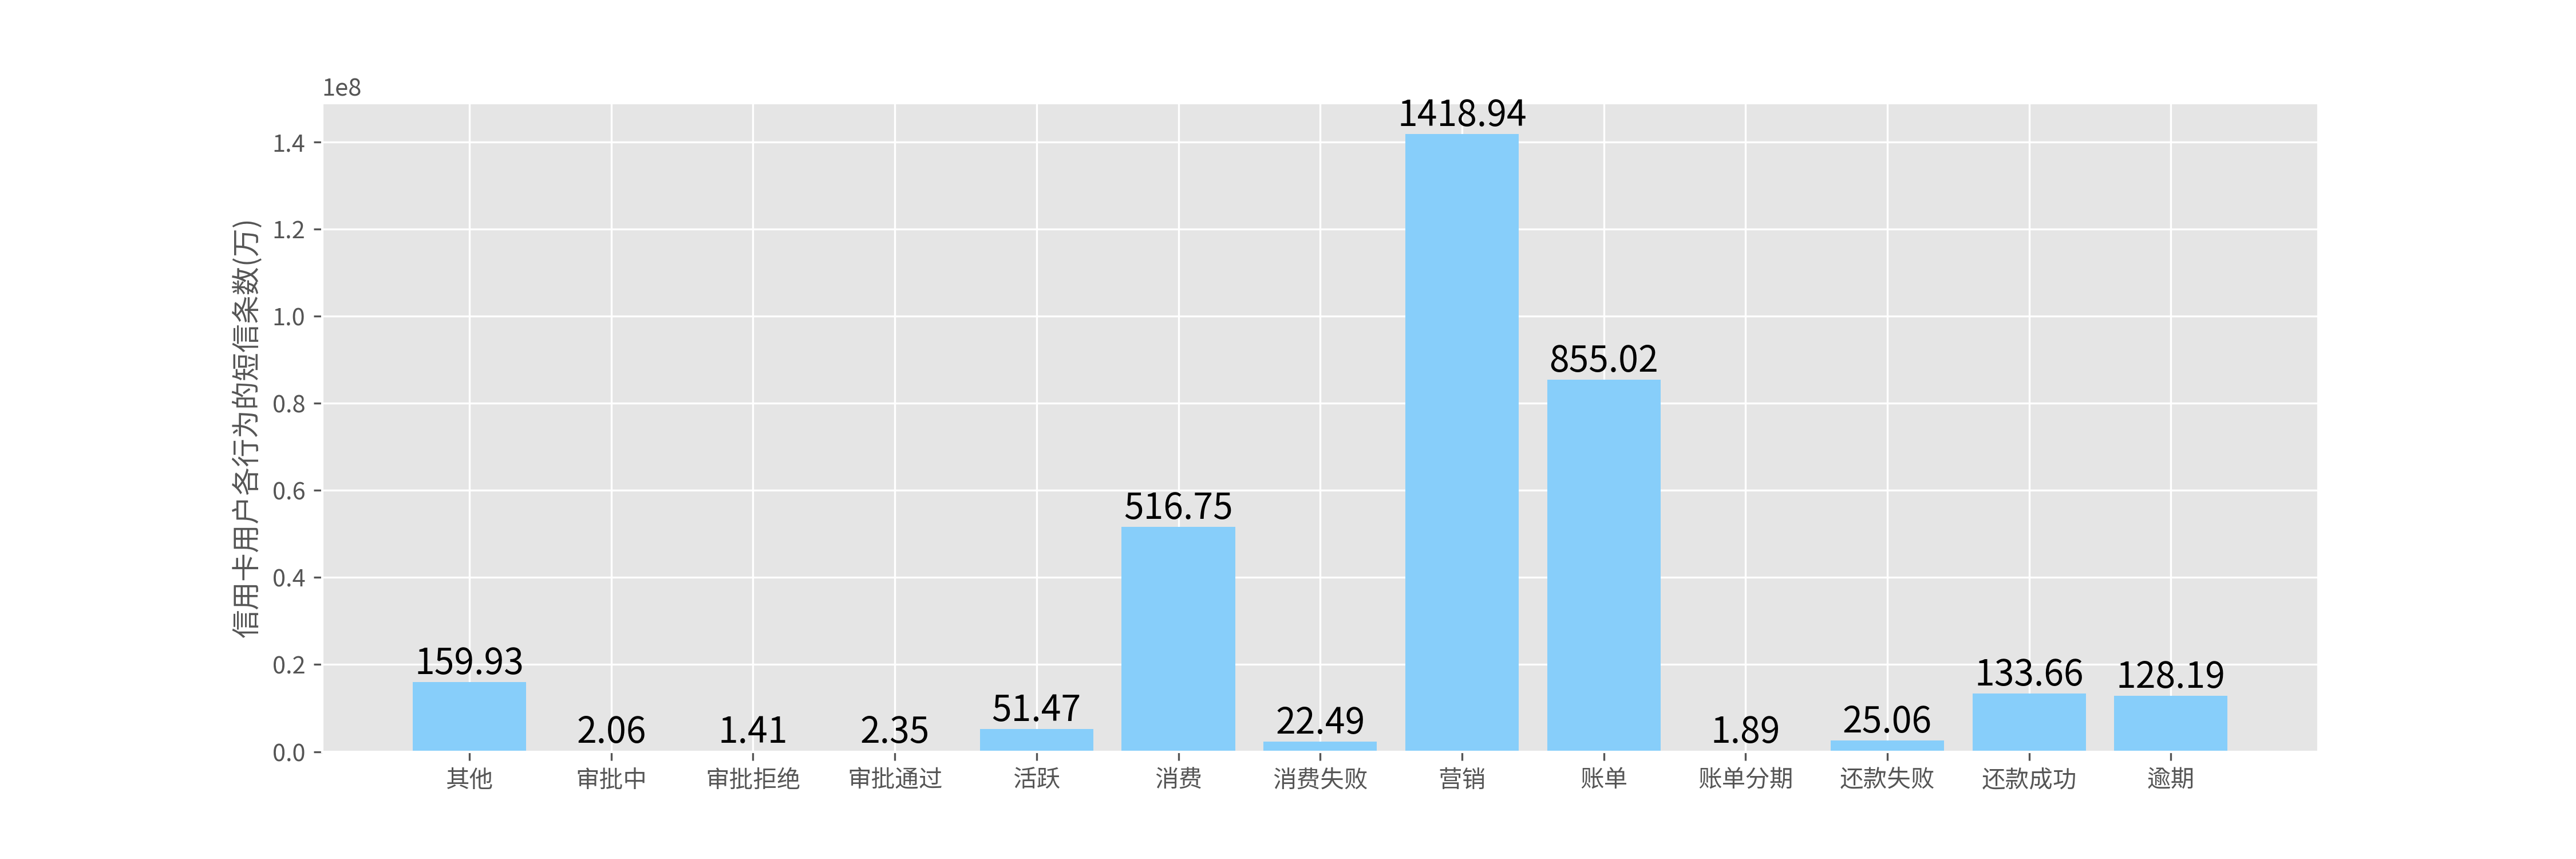 1e8
1.4
1.2
1.0
0.8
0.6
0.4
0.2
0.0
信用卡用户各行为的短信条数(万)
159.93
2.06
1.41
2.35
51.47
516.75
22.49
1418.94
855.02
1.89
25.06
133.66
128.19
其他
审批中
审批拒绝
审批通过
活跃
消费
消费失败
营销
账单
账单分期
还款失败
还款成功
逾期